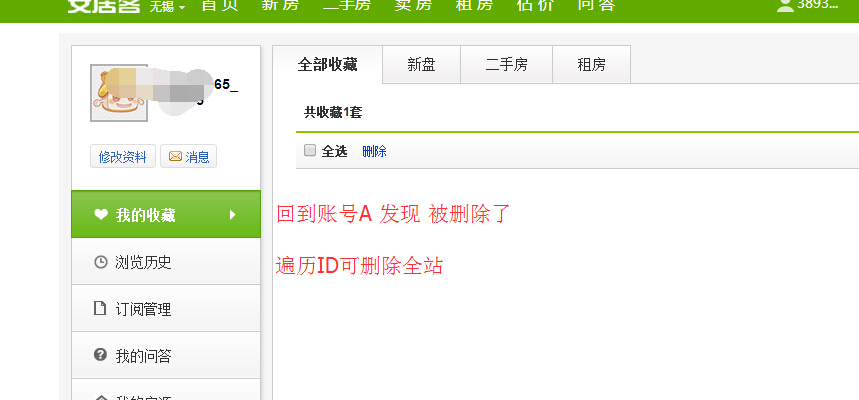 安居客 无锡 首页 新房 二手房 卖房 租房 估价 问答 3893...
全部收藏 新盘 二手房 租房
65_
共收藏1套
全选 删除
修改资料 消息
我的收藏
回到账号A 发现 被删除了
浏览历史
遍历ID可删除全站
订阅管理
我的问答
我的房源